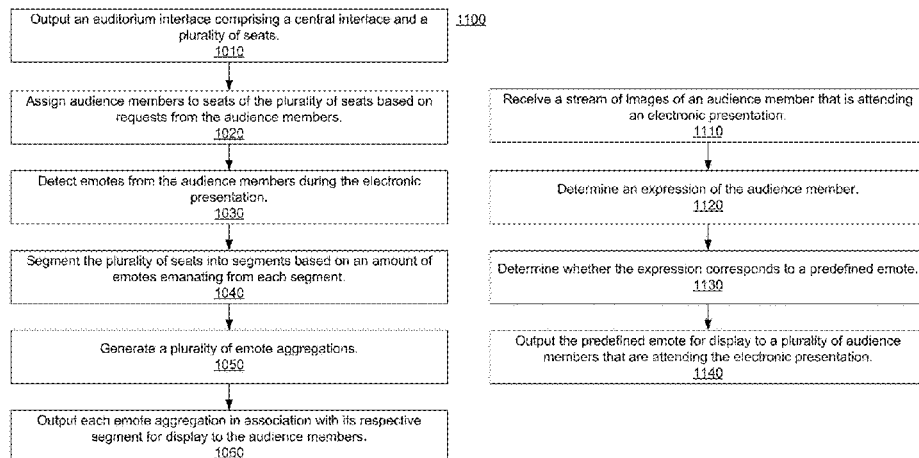 Output an auditorium interface comprising a central interface and a
plurality of seats.
1010
Assign audience members to seats of the plurality of seats based on
requests from the audience members.
1020
Detect emotes from the audience members during the electronic
presentation.
1030
Segment the plurality of seats into segments based on an amount of
emotes emanating from each segment.
1040
Generate a plurality of emote aggregations.
1050
Output each emote aggregation in association with its respective
segment for display to the audience members.
1060
1100
Receive a stream of images of an audience member that is attending
an electronic presentation.
1110
Determine an expression of the audience member.
1120
Determine whether the expression corresponds to a predefined emote.
1130
Output the predefined emote for display to a plurality of audience
members that are attending the electronic presentation.
1140